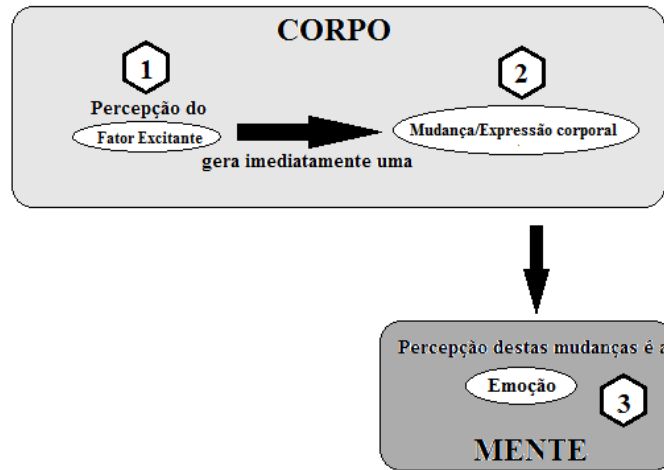 CORPO
1
2
Percepção do
Fator Excitante
Mudança/Expressão corporal
gera imediatamente uma
Percepção destas mudanças é a
Emoção
3
MENTE